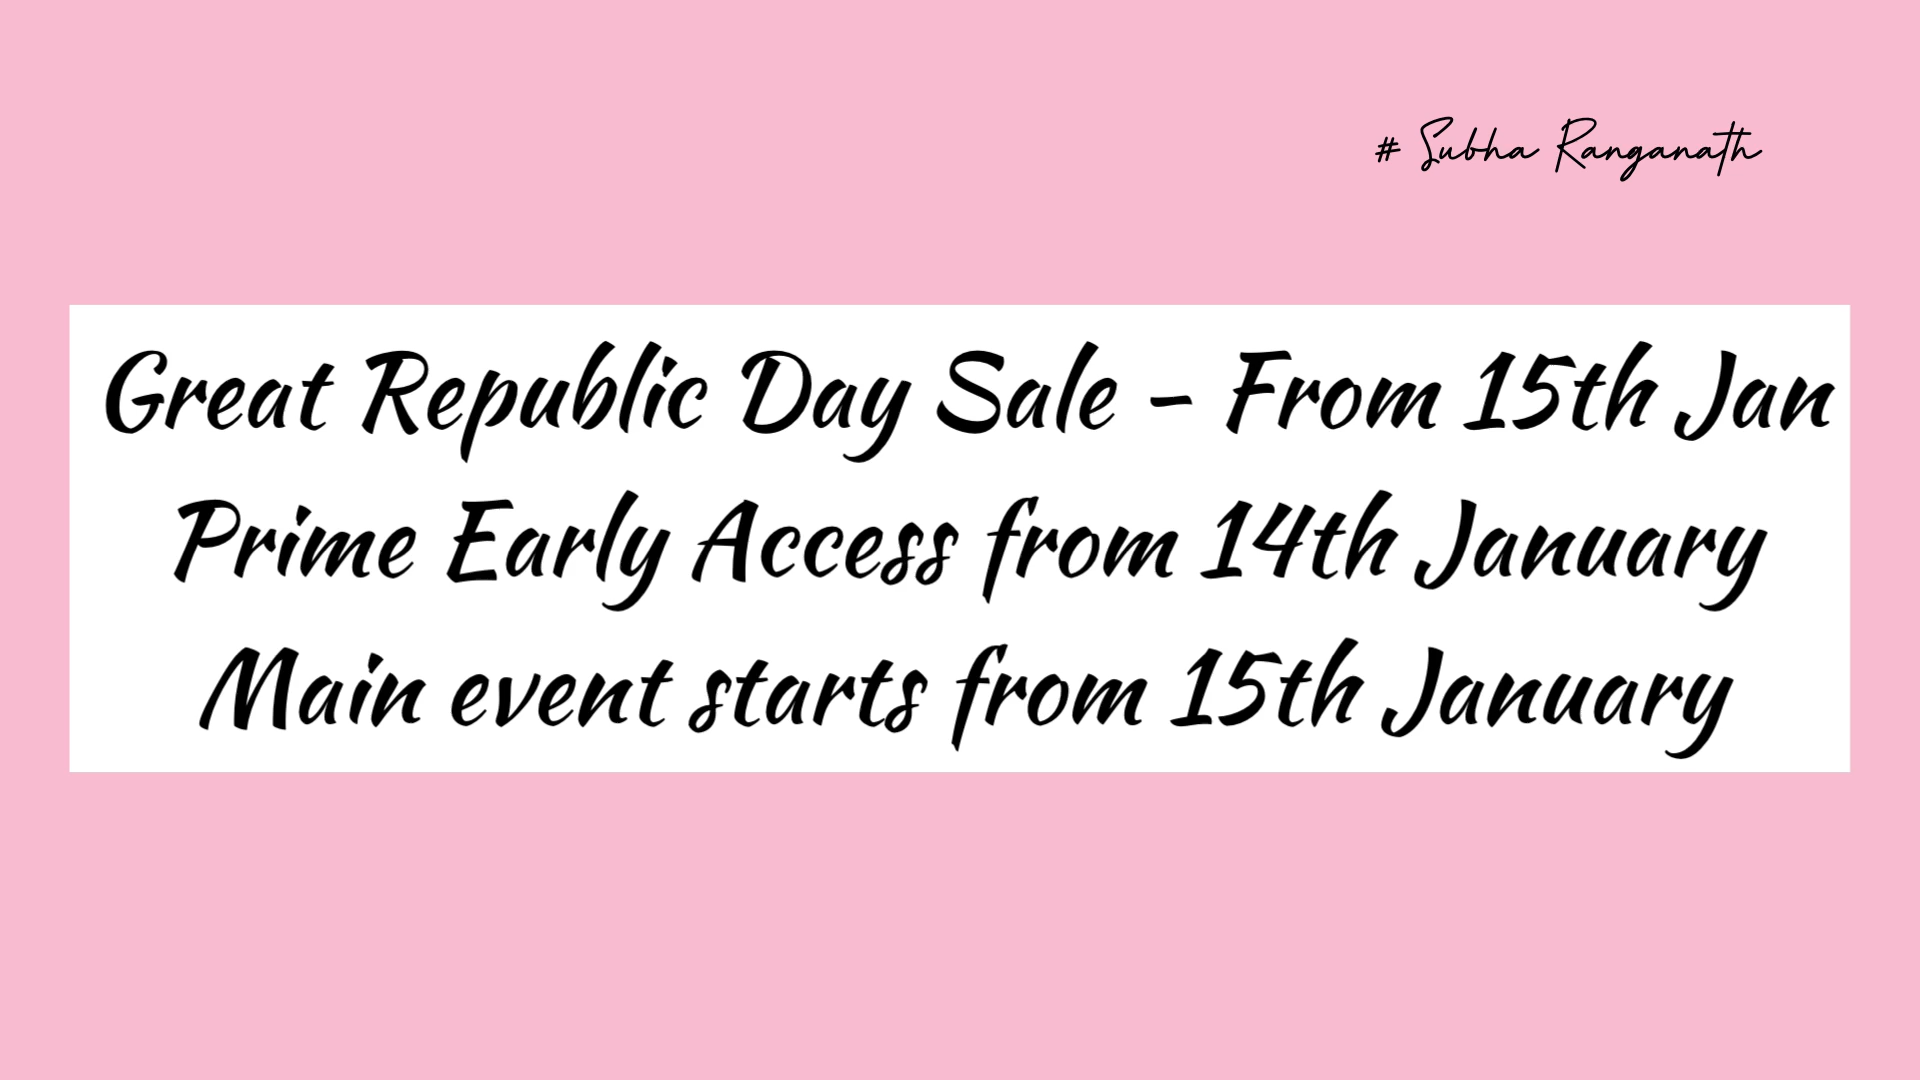 # Subha Ranganath
Great Republic Day Sale - From 15th Jan
Prime Early Access from 14th January
Main event starts from 15th January